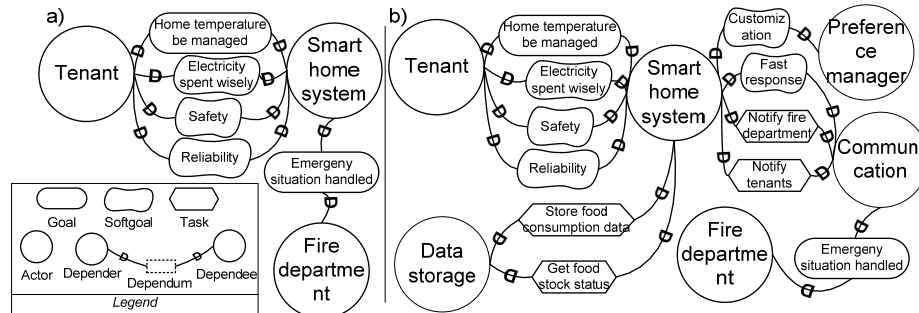 a)
Tenant
Home temperature
be managed
Electricity
spent wisely
Safety
Reliability
Smart
home
system
Emergeny
situation handled
Fire
departme
nt
Goal
Softgoal
Task
Actor
Depender
Dependum
Dependee
Legend
b)
Tenant
Home temperature
be managed
Electricity
spent wisely
Safety
Reliability
Smart
home
system
Customiz
ation
Fast
response
Notify fire
department
Notify
tenants
Preferen
ce
manager
Communi
cation
Store food
consumption data
Get food
stock status
Data
storage
Fire
departme
nt
Emergeny
situation handled